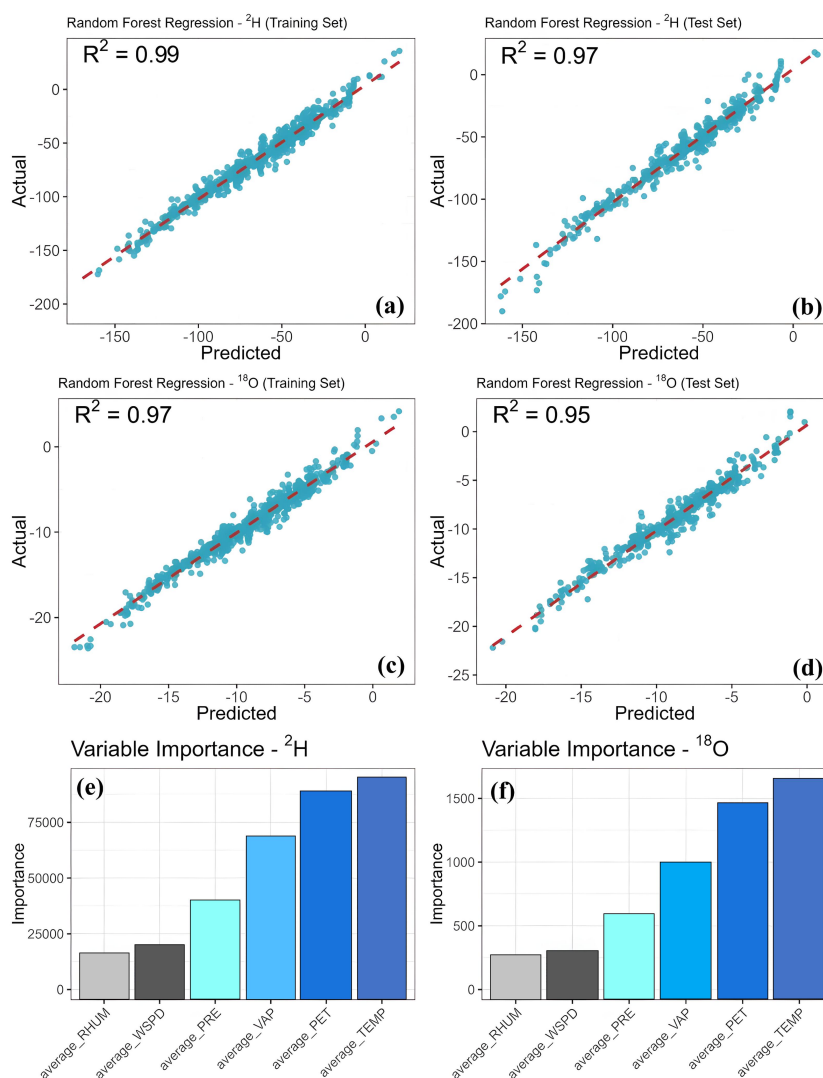 Random Forest Regression - ²H (Training Set)
R² = 0.99
0
-50
-100
-150
-200
Actual
-150
-100
-50
0
Predicted
(a)
Random Forest Regression - ²H (Test Set)
R² = 0.97
0
-50
-100
-150
-200
Actual
-150
-100
-50
0
Predicted
(b)
Random Forest Regression - ¹⁸O (Training Set)
R² = 0.97
0
-10
-20
Actual
-20
-15
-10
-5
0
Predicted
(c)
Random Forest Regression - ¹⁸O (Test Set)
R² = 0.95
0
-5
-10
-15
-20
-25
Actual
-20
-15
-10
-5
0
Predicted
(d)
Variable Importance - ²H
(e)
75000
50000
25000
0
Importance
average_RHUM
average_WSPD
average_PRE
average_VAP
average_PET
average_TEMP
Variable Importance - ¹⁸O
(f)
1500
1000
500
0
Importance
average_RHUM
average_WSPD
average_PRE
average_VAP
average_PET
average_TEMP